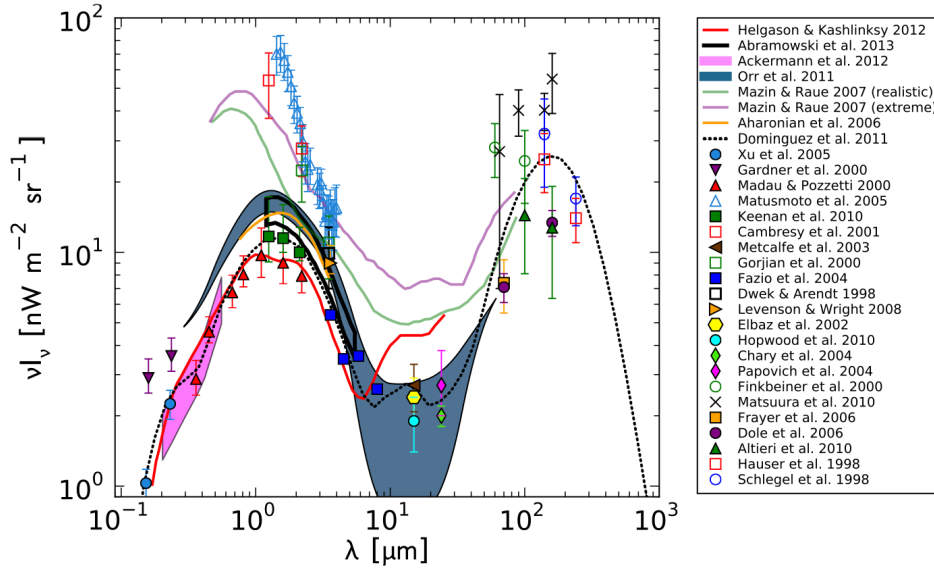 10²
10¹
10⁰
νI_ν [nW m⁻² sr⁻¹]
10⁻¹ 10⁰ 10¹ 10² 10³
λ [μm]
Helgason & Kashlinksy 2012
Abramowski et al. 2013
Ackermann et al. 2012
Orr et al. 2011
Mazin & Raue 2007 (realistic)
Mazin & Raue 2007 (extreme)
Aharonian et al. 2006
Dominguez et al. 2011
Xu et al. 2005
Gardner et al. 2000
Madau & Pozzetti 2000
Matusmoto et al. 2005
Keenan et al. 2010
Cambresy et al. 2001
Metcalfe et al. 2003
Gorjian et al. 2000
Fazio et al. 2004
Dwek & Arendt 1998
Levenson & Wright 2008
Elbaz et al. 2002
Hopwood et al. 2010
Chary et al. 2004
Papovich et al. 2004
Finkbeiner et al. 2000
Matsuura et al. 2010
Frayer et al. 2006
Dole et al. 2006
Altieri et al. 2010
Hauser et al. 1998
Schlegel et al. 1998